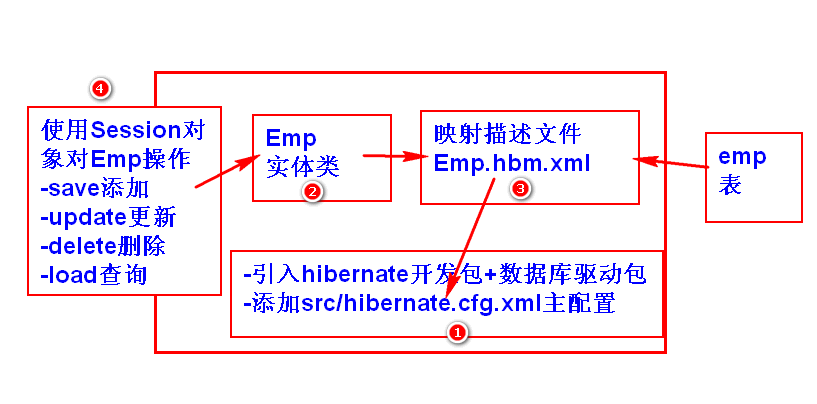 ④
使用Session对
象对Emp操作
-save添加
-update更新
-delete删除
-load查询
Emp
实体类
②
映射描述文件
Emp.hbm.xml
③
emp
表
-引入hibernate开发包+数据库驱动包
-添加src/hibernate.cfg.xml主配置
①